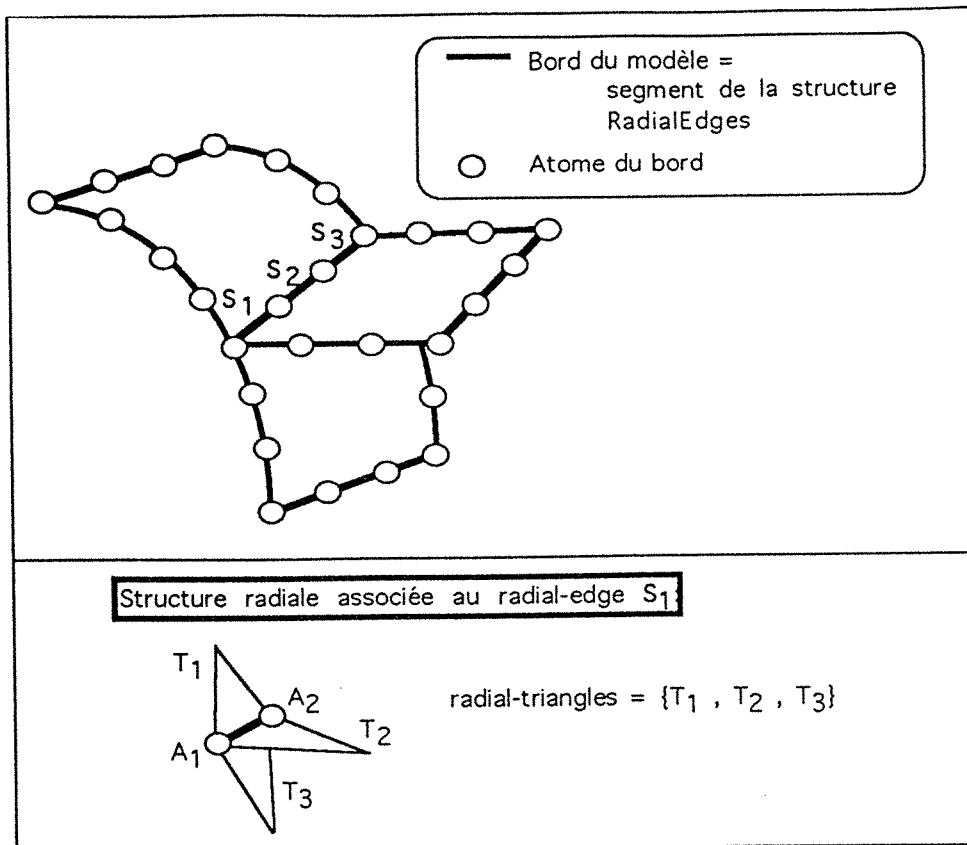 Bord du modèle =
segment de la structure
RadialEdges
Atome du bord
S3
S2
S1
Structure radiale associée au radial-edge S1
T1
A2
radial-triangles = {T1 , T2 , T3}
T2
A1
T3